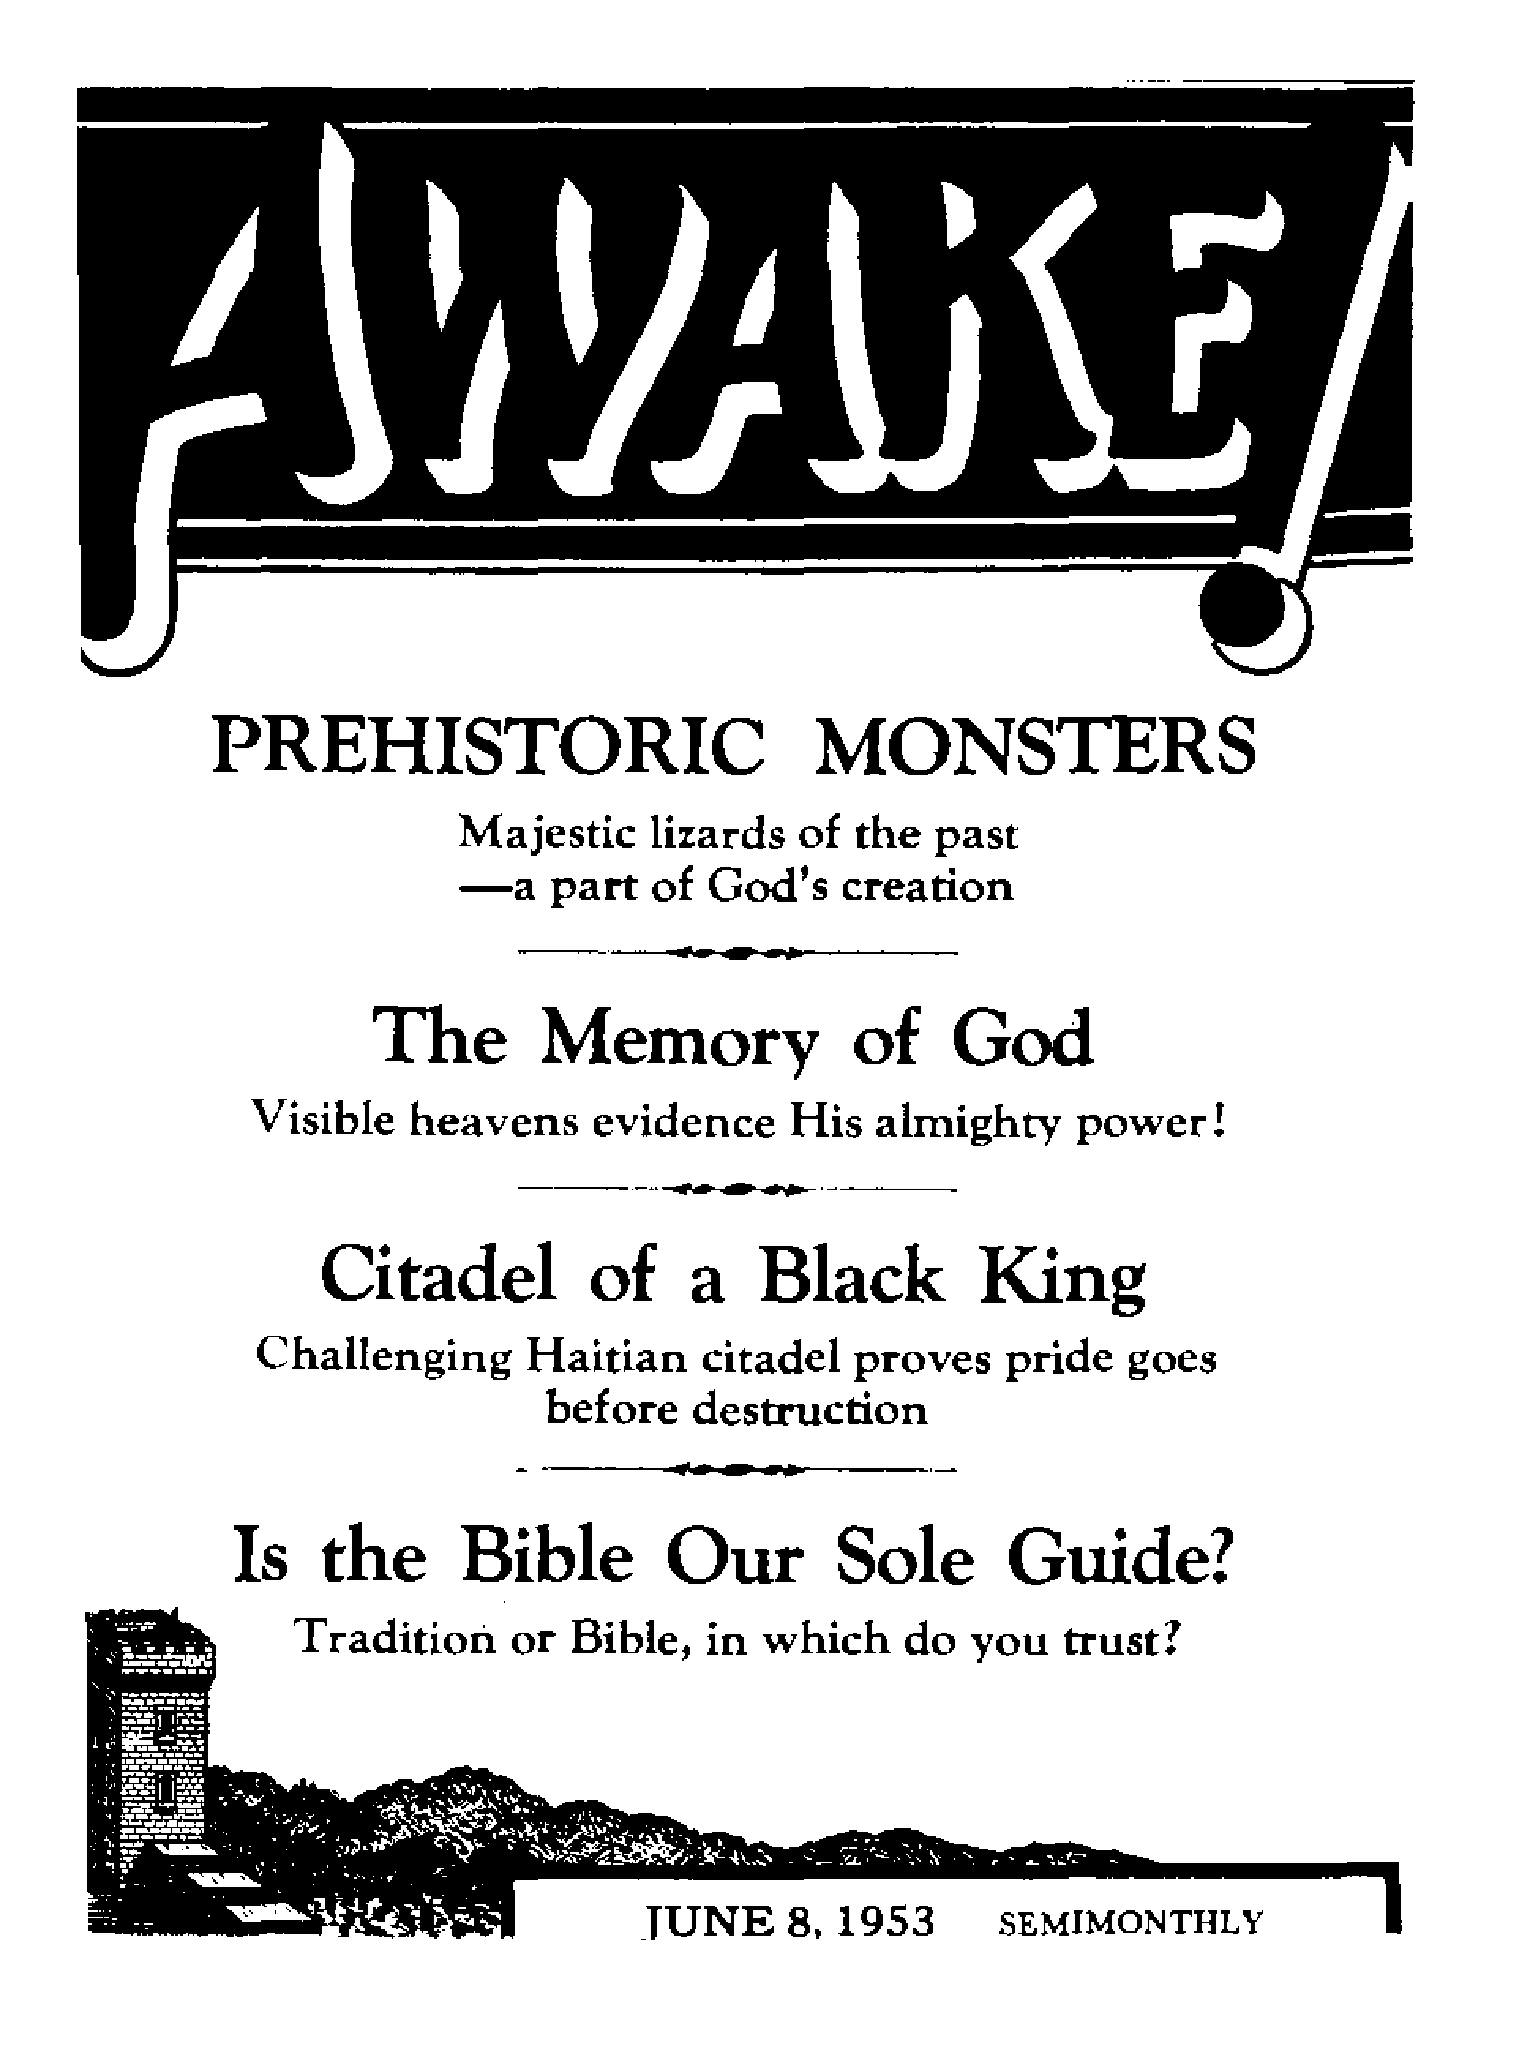 AWAKE!
PREHISTORIC MONSTERS
Majestic lizards of the past
—a part of God's creation
The Memory of God
Visible heavens evidence His almighty power!
Citadel of a Black King
Challenging Haitian citadel proves pride goes
before destruction
Is the Bible Our Sole Guide?
Tradition or Bible, in which do you trust?
JUNE 8, 1953 SEMIMONTHLY